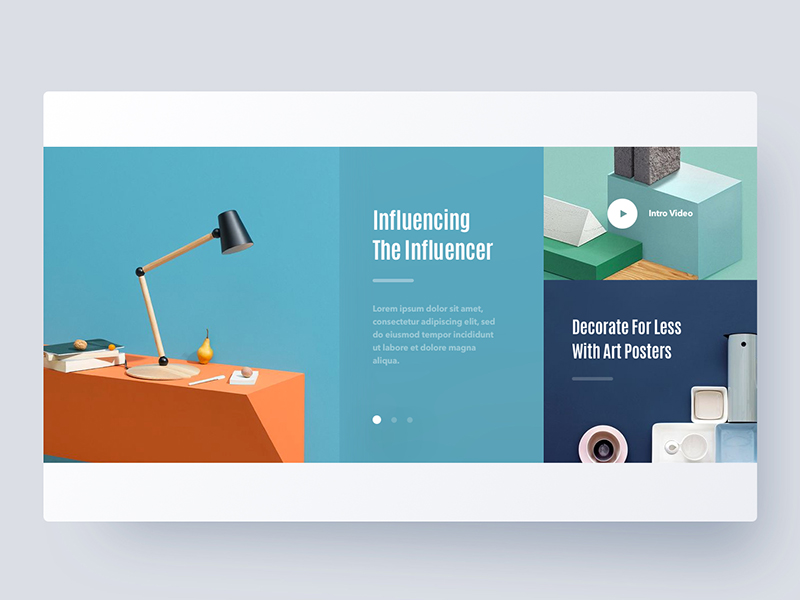 Influencing
The Influencer
Lorem ipsum dolor sit amet,
consectetur adipiscing elit, sed
do eiusmod tempor incididunt
ut labore et dolore magna
aliqua.
Intro Video
Decorate For Less
With Art Posters